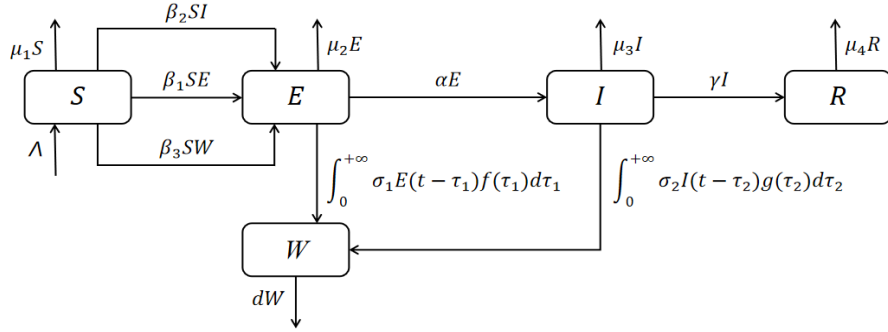 β₂SI
μ₁S
μ₂E
μ₃I
μ₄R
S
β₁SE
E
αE
I
γI
R
Λ
β₃SW
∫₀⁺∞ σ₁E(t − τ₁)f(τ₁)dτ₁
∫₀⁺∞ σ₂I(t − τ₂)g(τ₂)dτ₂
W
dW